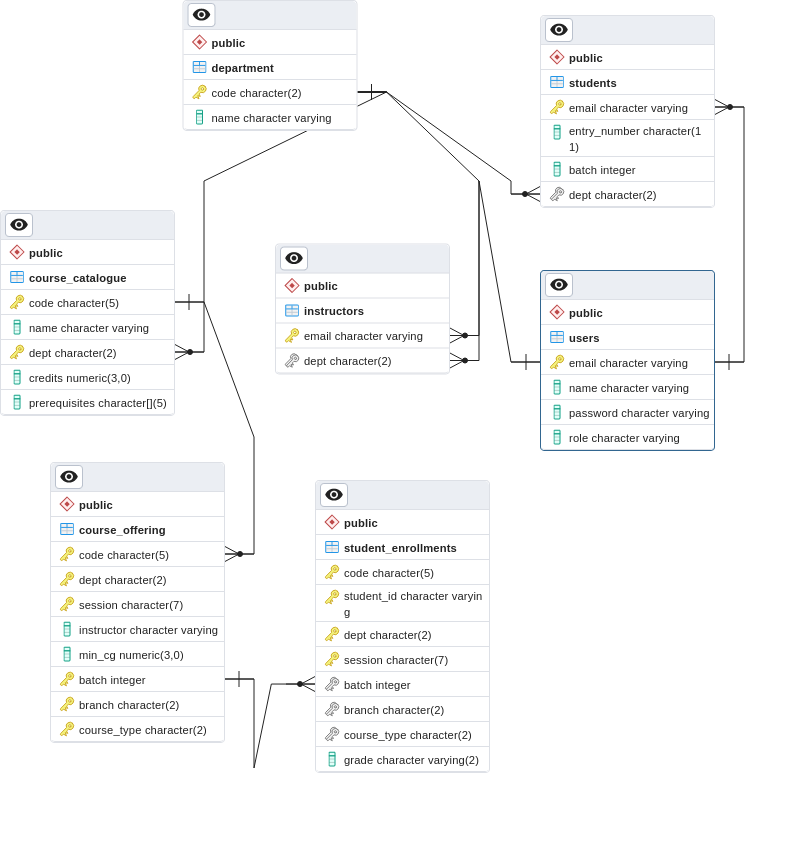 public
department
code character(2)
name character varying
public
students
email character varying
entry_number character(1
1)
batch integer
dept character(2)
public
course_catalogue
code character(5)
name character varying
dept character(2)
credits numeric(3,0)
prerequisites character[](5)
public
instructors
email character varying
dept character(2)
public
users
email character varying
name character varying
password character varying
role character varying
public
course_offering
code character(5)
dept character(2)
session character(7)
instructor character varying
min_cg numeric(3,0)
batch integer
branch character(2)
course_type character(2)
public
student_enrollments
code character(5)
student_id character varyin
g
dept character(2)
session character(7)
batch integer
branch character(2)
course_type character(2)
grade character varying(2)